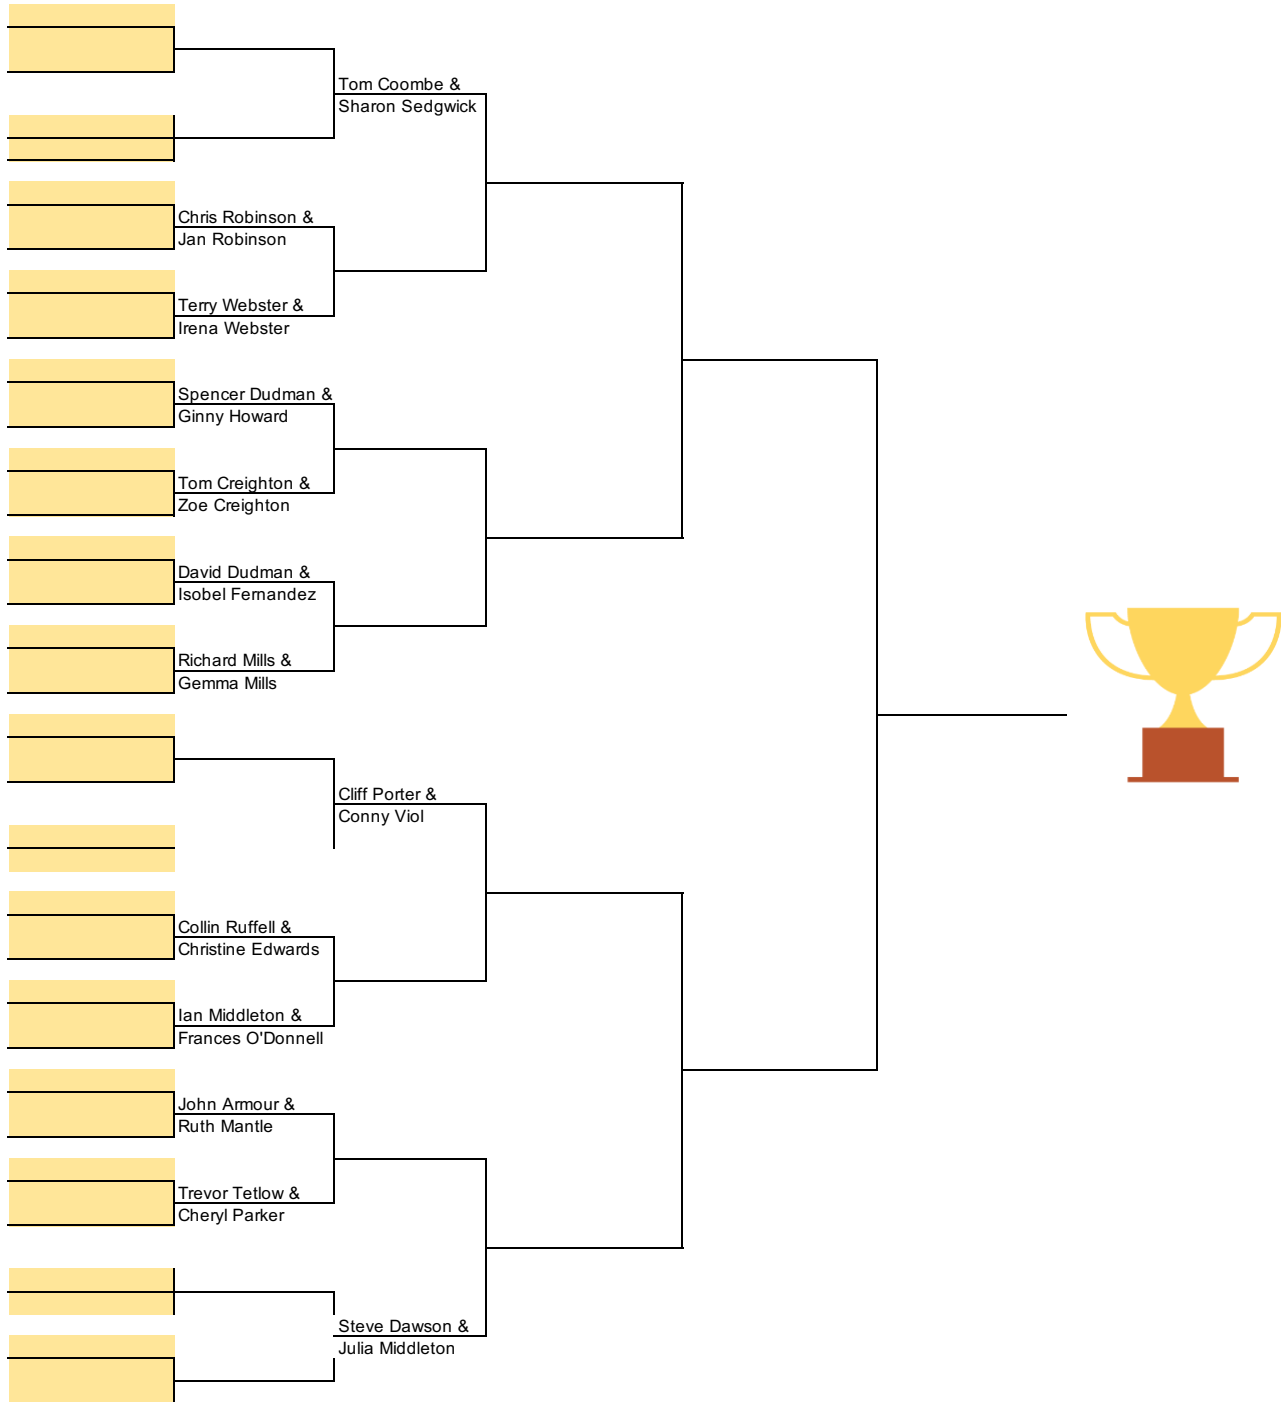 Tom Coombe &
Sharon Sedgwick
Chris Robinson &
Jan Robinson
Terry Webster &
Irena Webster
Spencer Dudman &
Ginny Howard
Tom Creighton &
Zoe Creighton
David Dudman &
Isobel Fernandez
Richard Mills &
Gemma Mills
Cliff Porter &
Conny Viol
Collin Ruffell &
Christine Edwards
Ian Middleton &
Frances O'Donnell
John Armour &
Ruth Mantle
Trevor Tetlow &
Cheryl Parker
Steve Dawson &
Julia Middleton